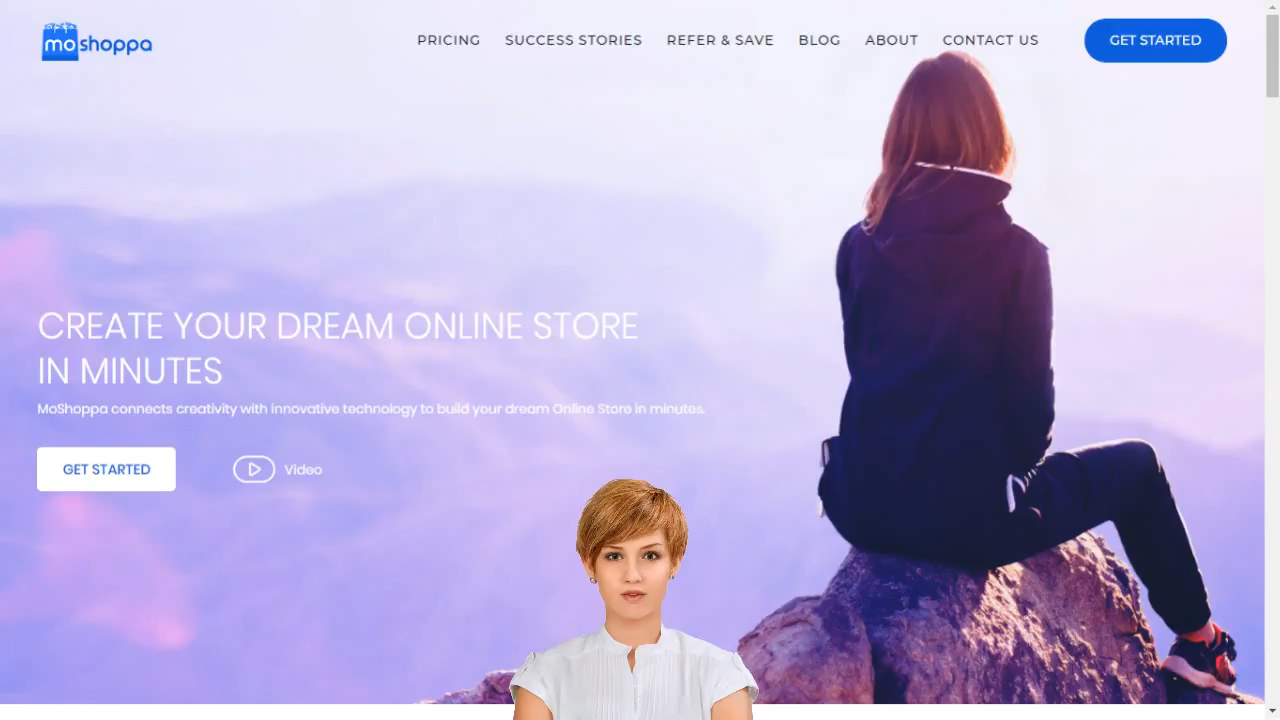 moshoppa
PRICING SUCCESS STORIES REFER & SAVE BLOG ABOUT CONTACT US GET STARTED
CREATE YOUR DREAM ONLINE STORE
IN MINUTES
MoShoppa connects creativity with innovative technology to build your dream Online Store in minutes.
GET STARTED Video